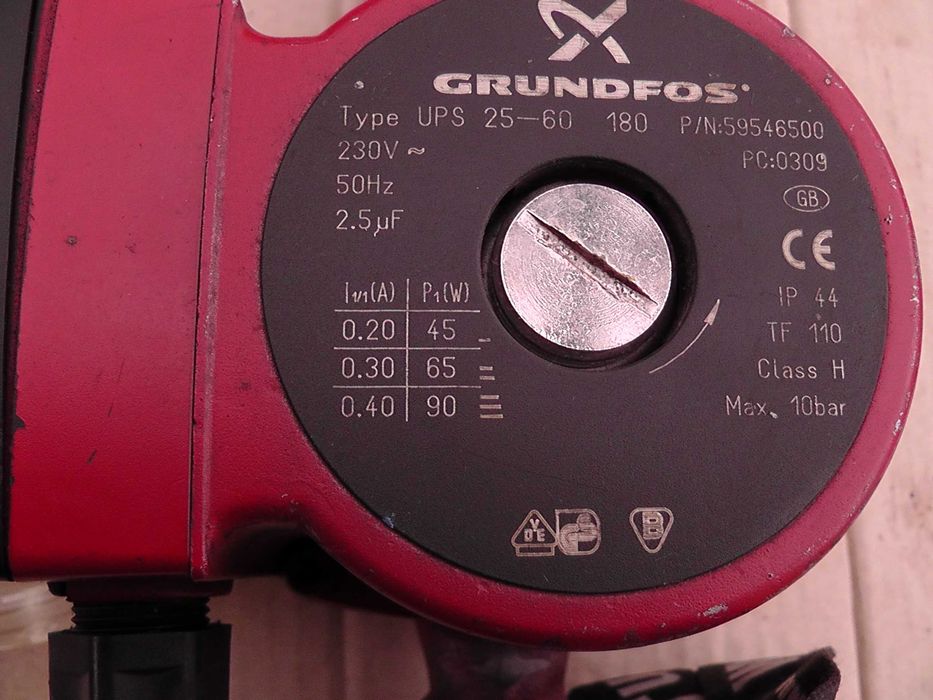 GRUNDFOS
Type UPS 25-60 180 P/N:59546500
230V ~ PC:0309
50Hz GB
2.5µF CE
I1/1(A) P1(W) IP 44
0.20 45 TF 110
0.30 65 Class H
0.40 90 Max. 10bar
VDE